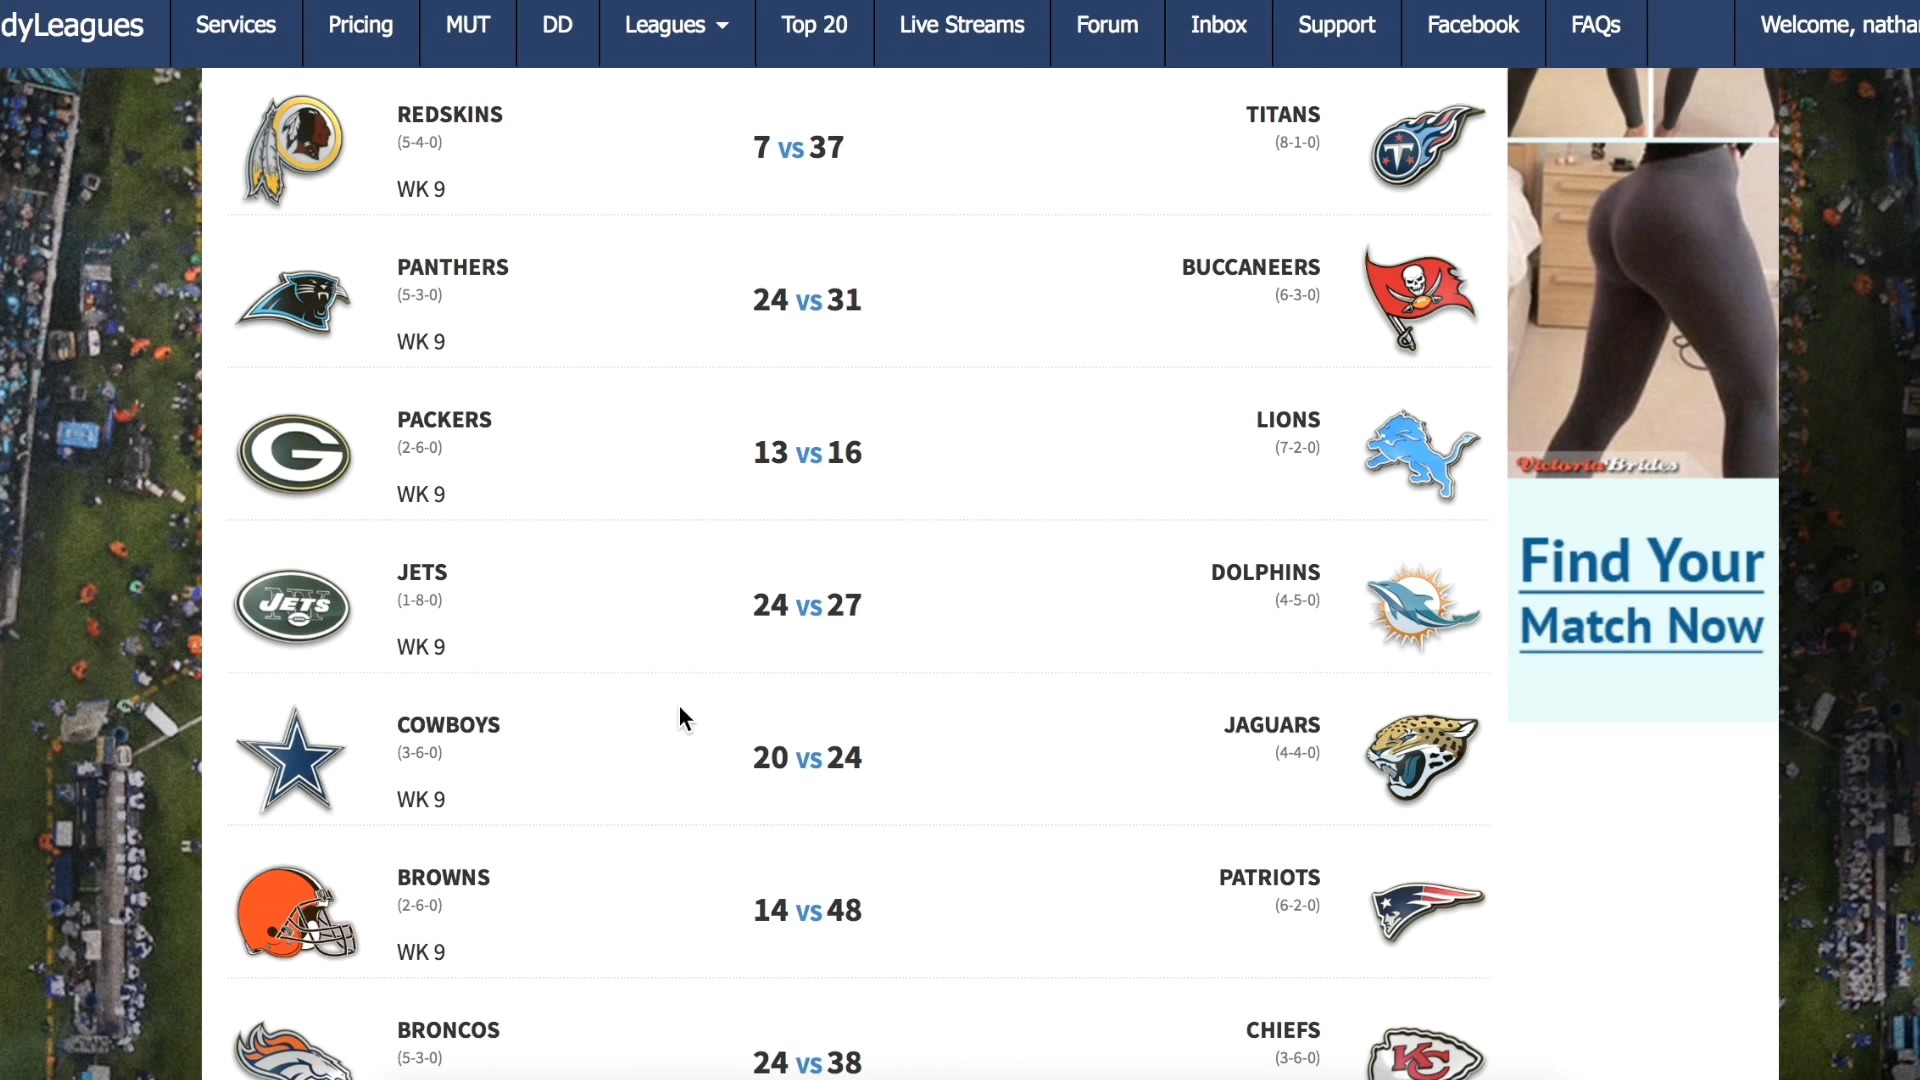 dyLeagues Services Pricing MUT DD Leagues Top 20 Live Streams Forum Inbox Support Facebook FAQs Welcome,
REDSKINS
(5-4-0)
WK 9
7 vs 37
TITANS
(8-1-0)
PANTHERS
(5-3-0)
WK 9
24 vs 31
BUCCANEERS
(6-3-0)
PACKERS
(2-6-0)
WK 9
13 vs 16
LIONS
(7-2-0)
JETS
(1-8-0)
WK 9
24 vs 27
DOLPHINS
(4-5-0)
COWBOYS
(3-6-0)
WK 9
20 vs 24
JAGUARS
(4-4-0)
BROWNS
(2-6-0)
WK 9
14 vs 48
PATRIOTS
(6-2-0)
BRONCOS
(5-3-0)
24 vs 38
CHIEFS
(3-6-0)
G
NY
JETS
T
KC
VictoriaBrides
Find Your
Match Now